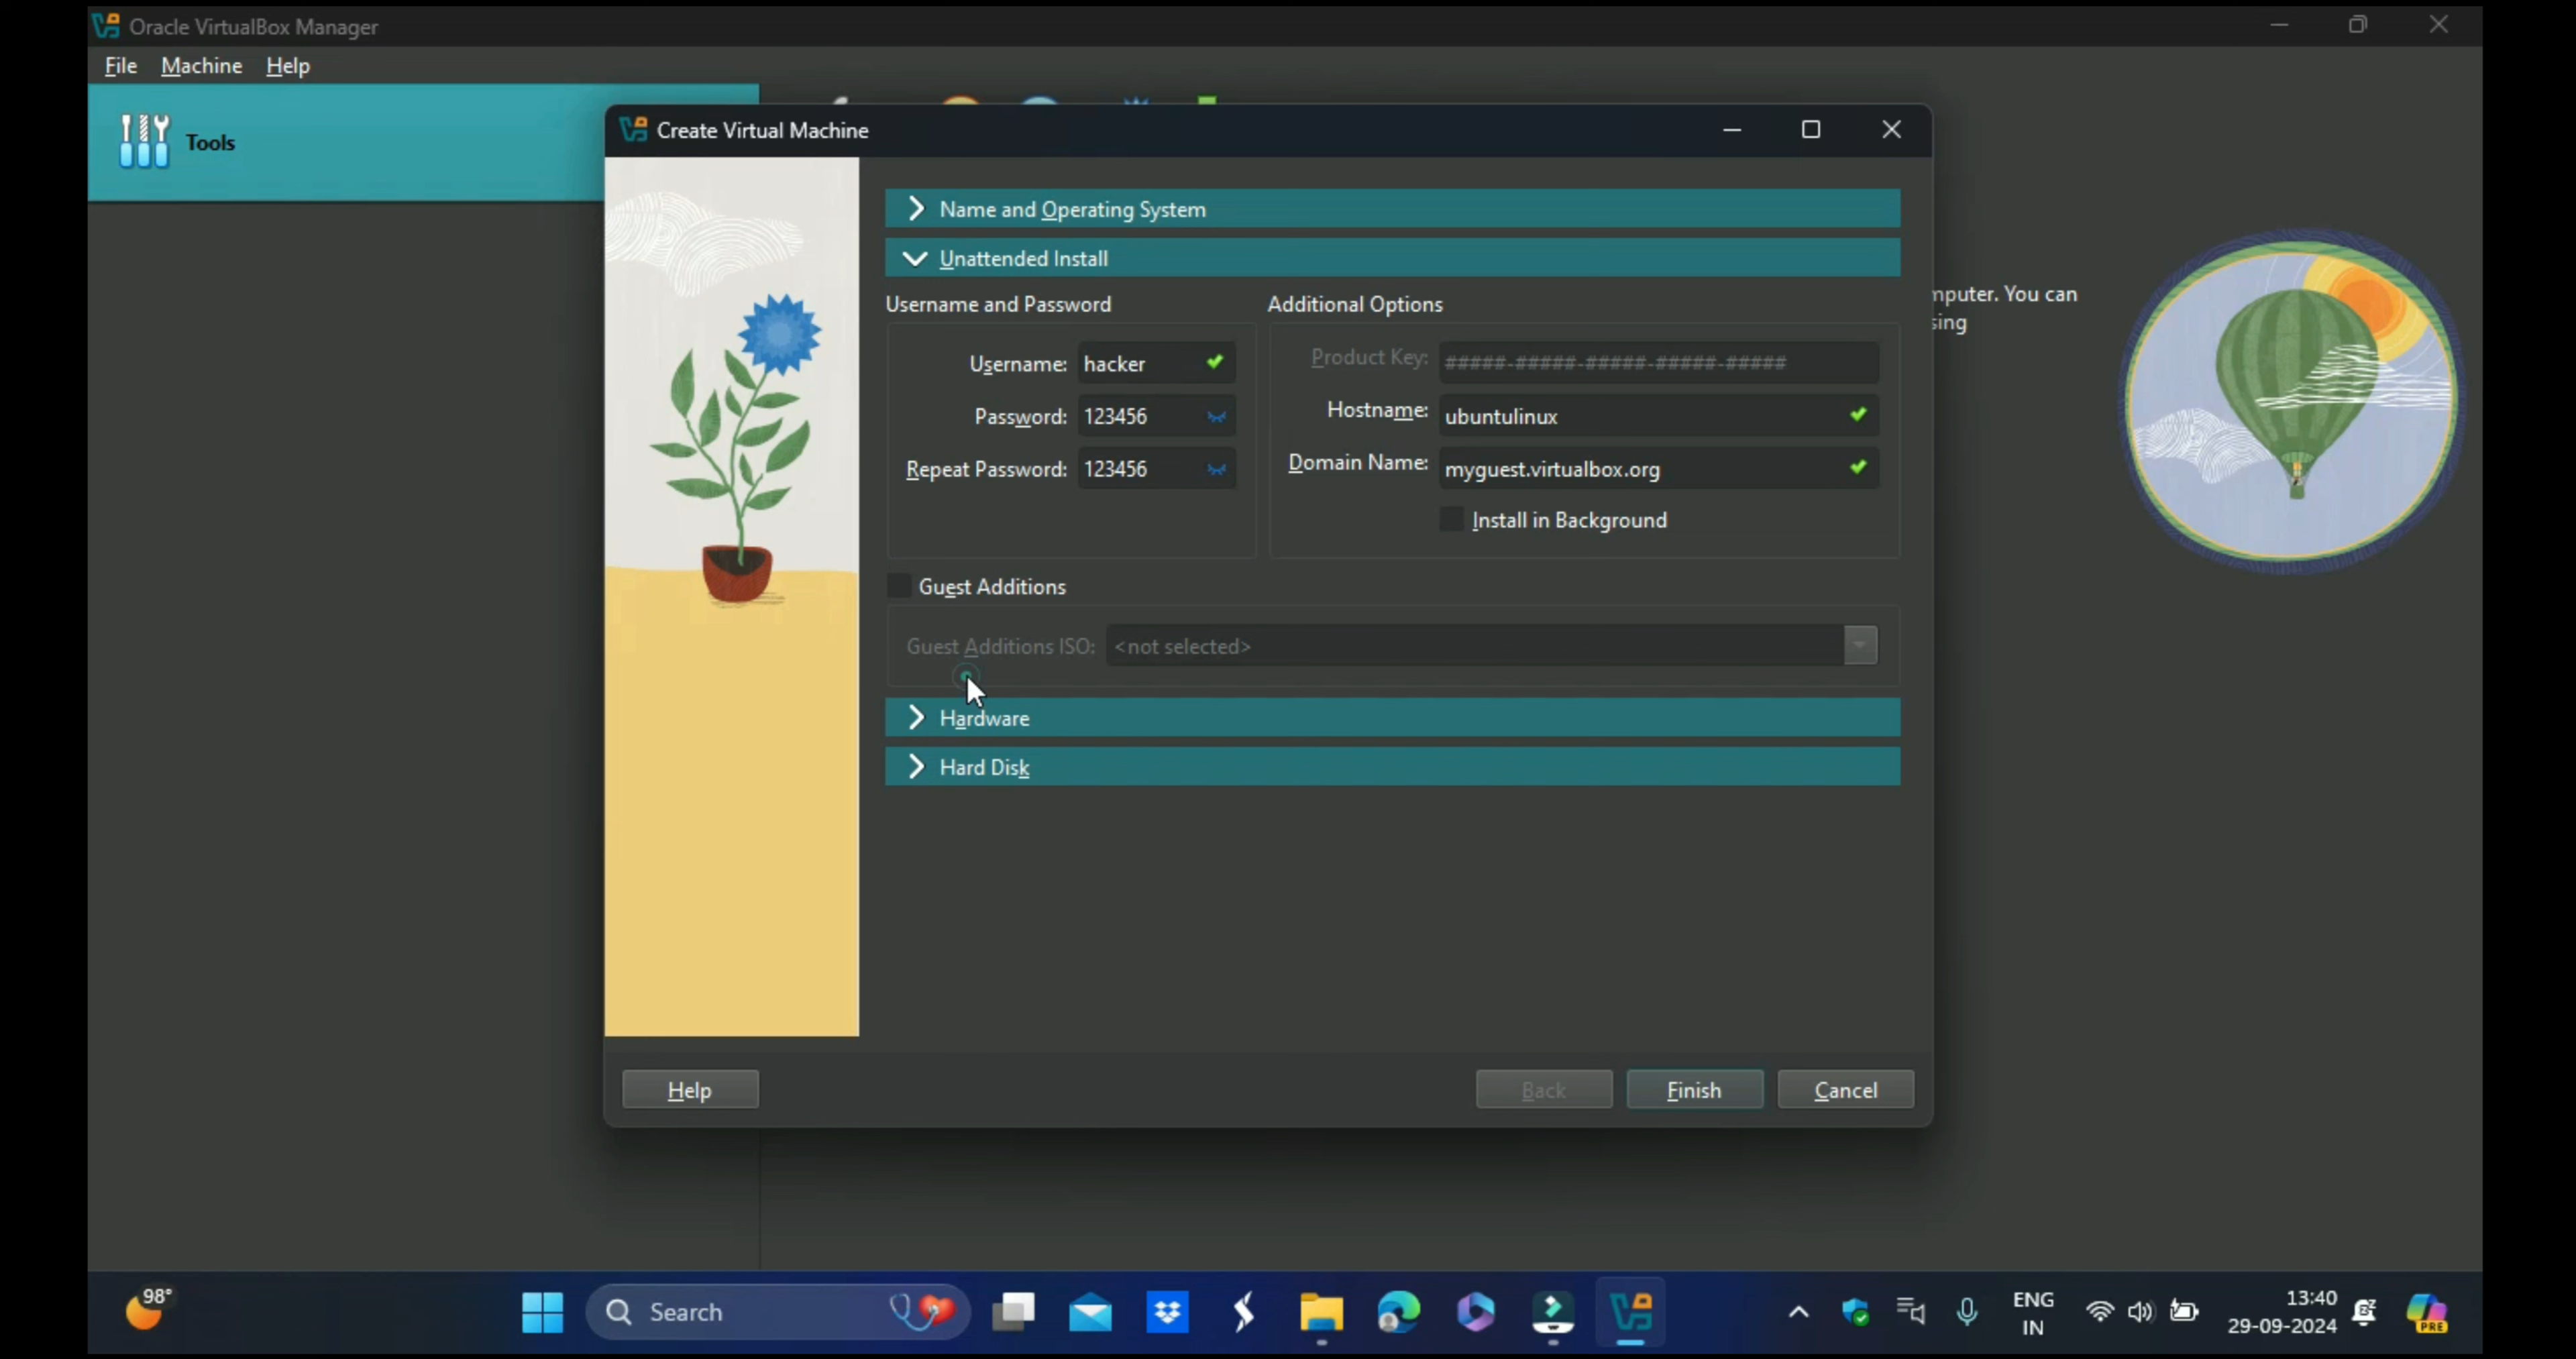 Oracle VirtualBox Manager
File Machine Help
Tools
Create Virtual Machine
Name and Operating System
Unattended Install
mputer. You can
sing
Username and Password
Additional Options
Username: hacker
Password: 123456
Repeat Password: 123456
Product Key: #####-#####-#####-#####-#####
Hostname: ubuntulinux
Domain Name: myguest.virtualbox.org
Install in Background
Guest Additions
Guest Additions ISO: <not selected>
Hardware
Hard Disk
Help Back Finish Cancel
98°
Search
ENG
IN
13:40
29-09-2024
PRE